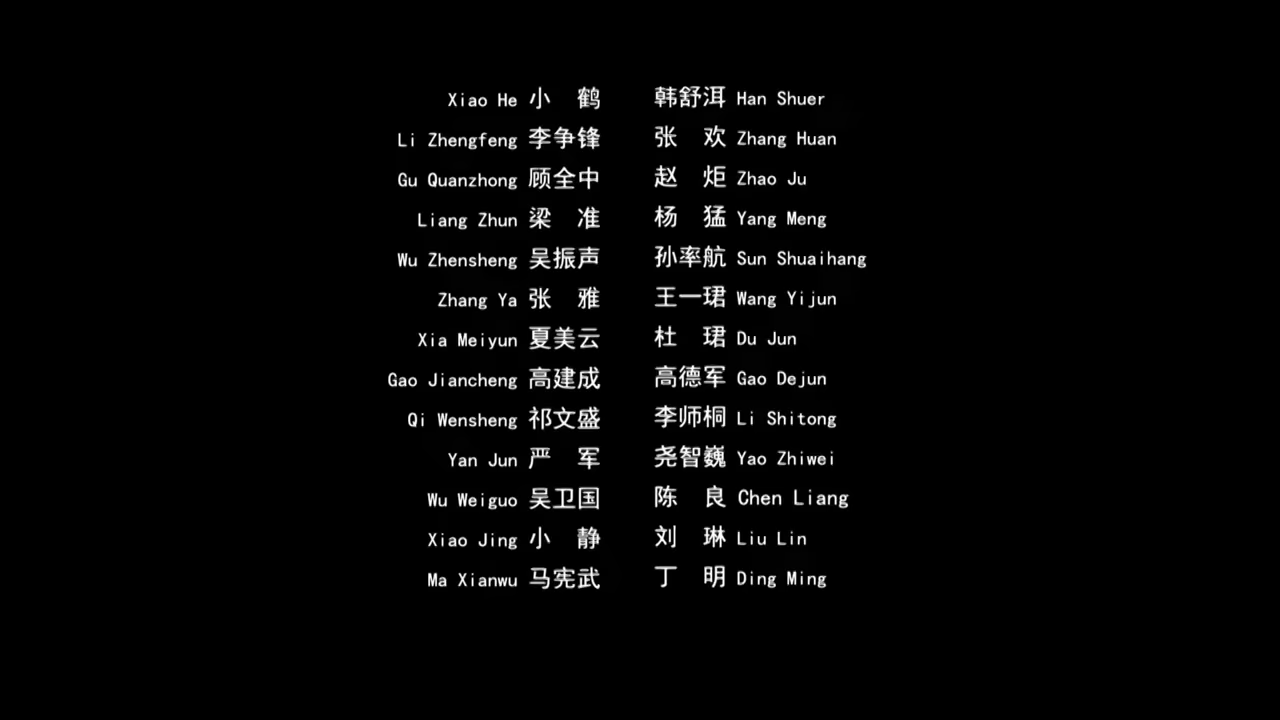 Xiao He 小 鹤 韩舒洱 Han Shuer
Li Zhengfeng 李争锋 张 欢 Zhang Huan
Gu Quanzhong 顾全中 赵 炬 Zhao Ju
Liang Zhun 梁 准 杨 猛 Yang Meng
Wu Zhensheng 吴振声 孙率航 Sun Shuaihang
Zhang Ya 张 雅 王一珺 Wang Yijun
Xia Meiyun 夏美云 杜 珺 Du Jun
Gao Jiancheng 高建成 高德军 Gao Dejun
Qi Wensheng 祁文盛 李师桐 Li Shitong
Yan Jun 严 军 尧智巍 Yao Zhiwei
Wu Weiguo 吴卫国 陈 良 Chen Liang
Xiao Jing 小 静 刘 琳 Liu Lin
Ma Xianwu 马宪武 丁 明 Ding Ming